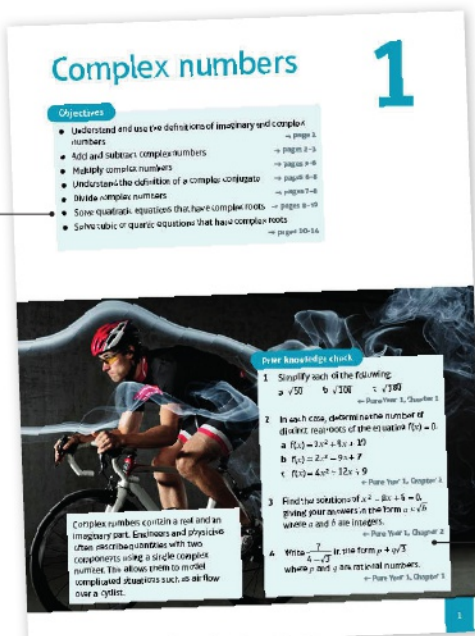 Complex numbers
1
Objectives
• Understand and use the definitions of imaginary and complex
numbers → page 2
• Add and subtract complex numbers → pages 2–3
• Multiply complex numbers → pages
• Understand the definition of a complex conjugate → pages
• Divide complex numbers → pages
• Solve quadratic equations that have complex roots → pages
• Solve cubic or quartic equations that have complex roots
→ pages 10–14
Prior knowledge check
1 Simplify each of the following:
a √50 b √108 c √180
← Pure Year 1, Chapter 1
2 In each case, determine the number of
distinct real roots of the equation f(x) = 0.
a f(x) =
b f(x) = 2x² − 9x + 7
c f(x) = 4x² + 12x + 9
← Pure Year 1, Chapter 2
3 Find the solutions of x² − 8x + 6 = 0,
giving your answers in the form a ± √b
where a and b are integers.
← Pure Year 1, Chapter 2
4 Write 7/(4 − √3) in the form p + q√3
where p and q are rational numbers.
← Pure Year 1, Chapter 1
Complex numbers contain a real and an
imaginary part. Engineers and physicists
often describe quantities with two
components using a single complex
number. This allows them to model
complicated situations such as air flow
over a cyclist.
1